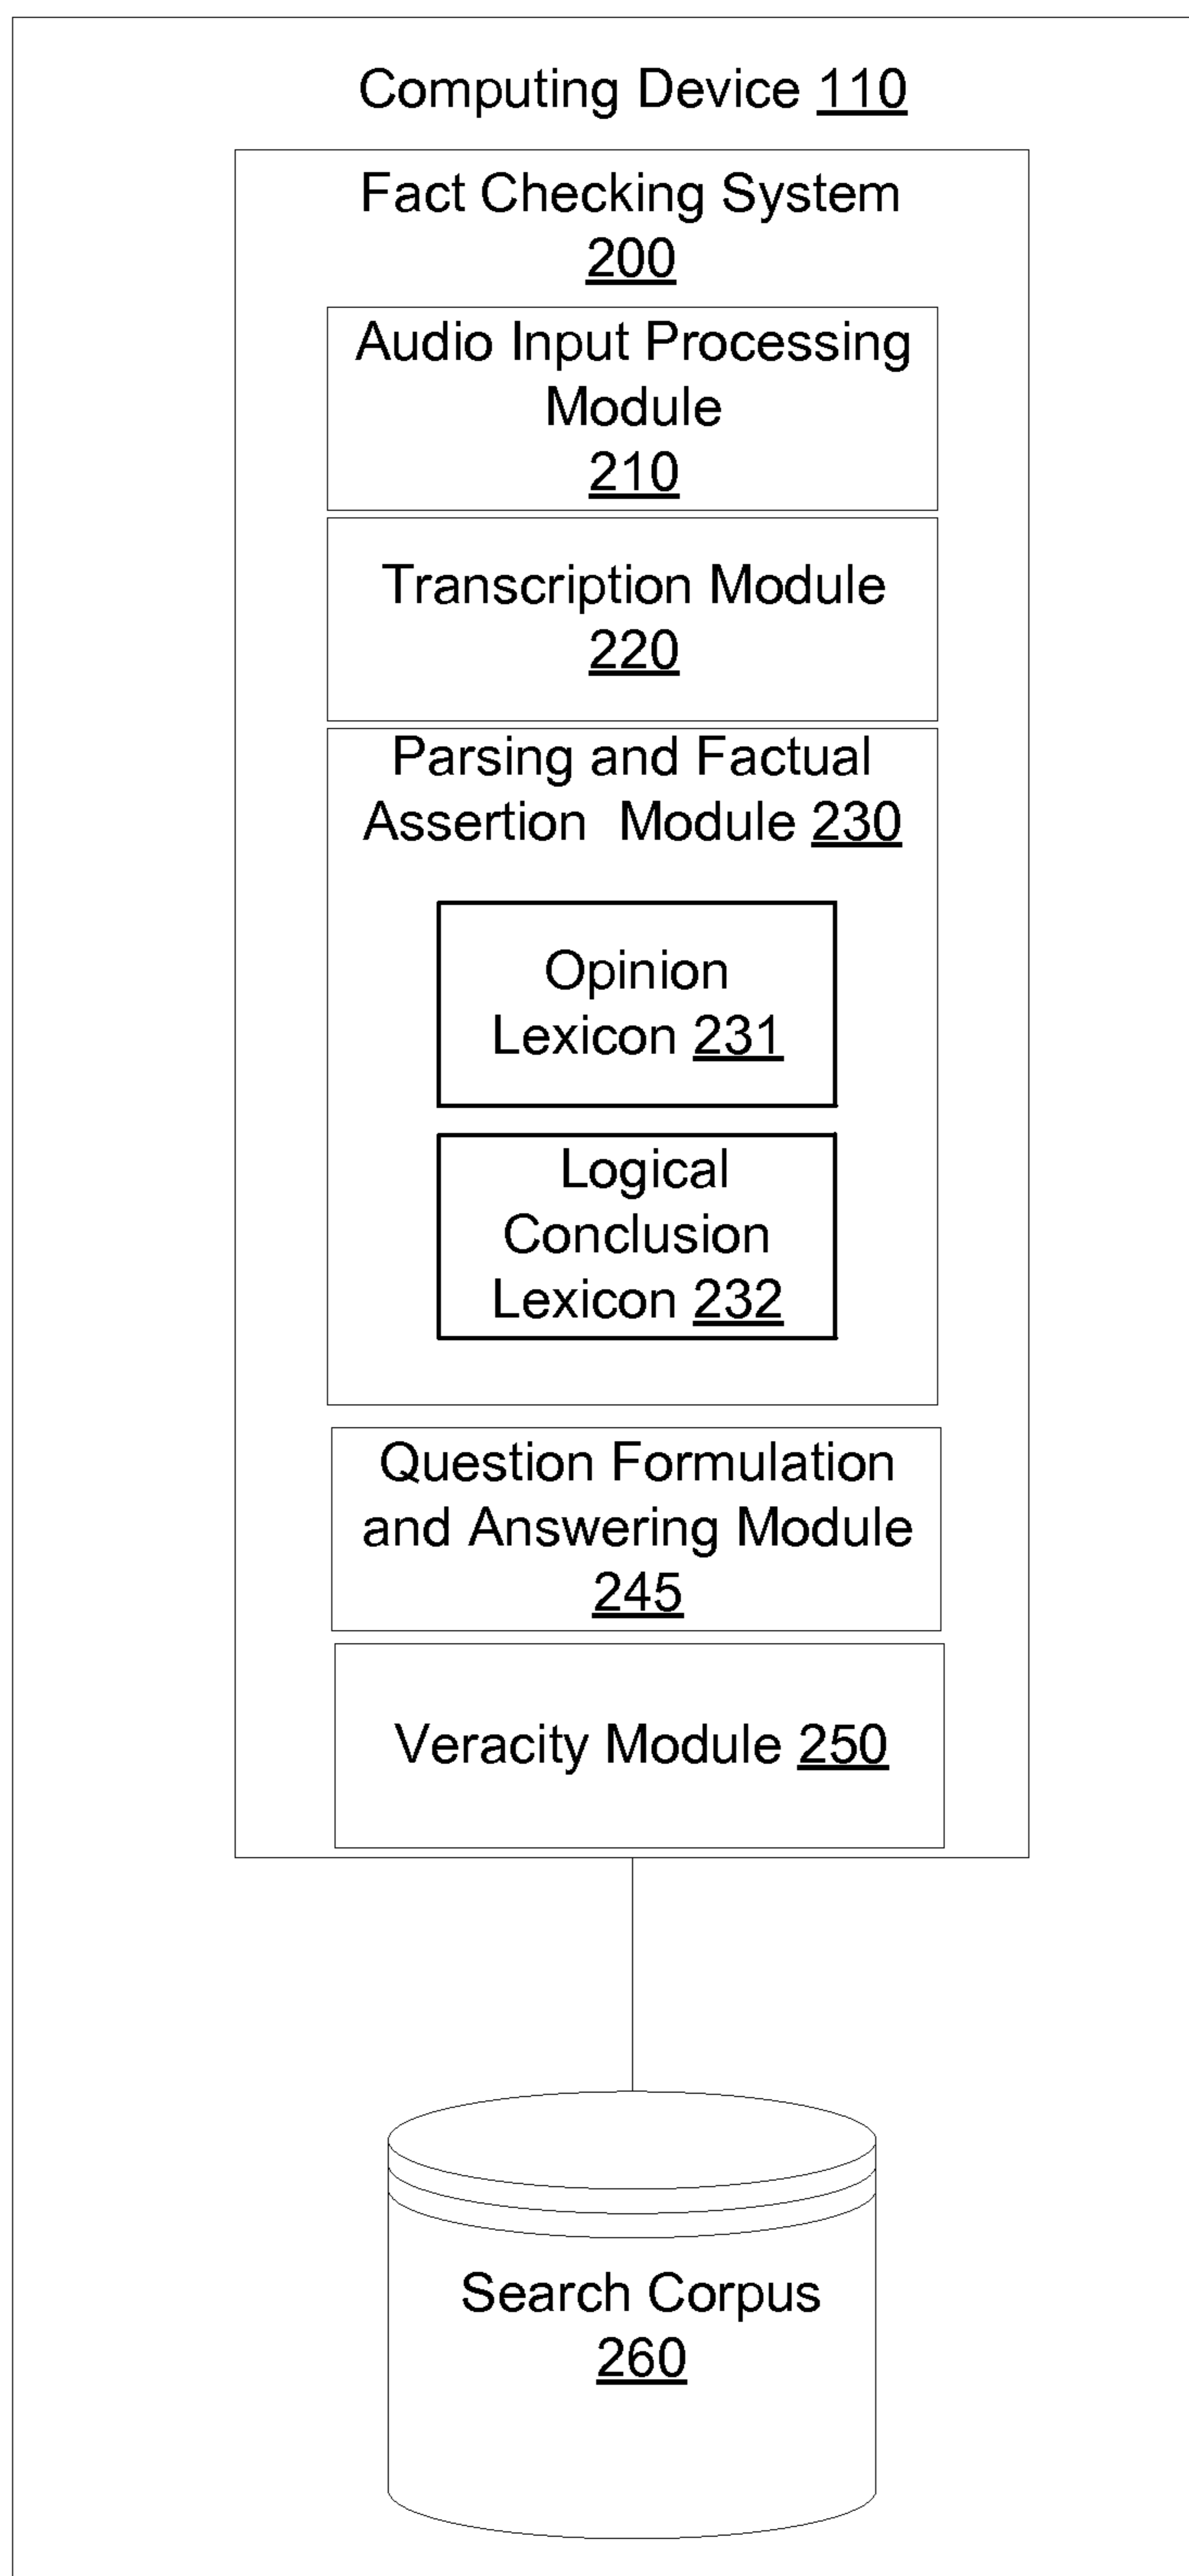 Computing Device 110
Fact Checking System
200
Audio Input Processing
Module
210
Transcription Module
220
Parsing and Factual
Assertion Module 230
Opinion
Lexicon 231
Logical
Conclusion
Lexicon 232
Question Formulation
and Answering Module
245
Veracity Module 250
Search Corpus
260